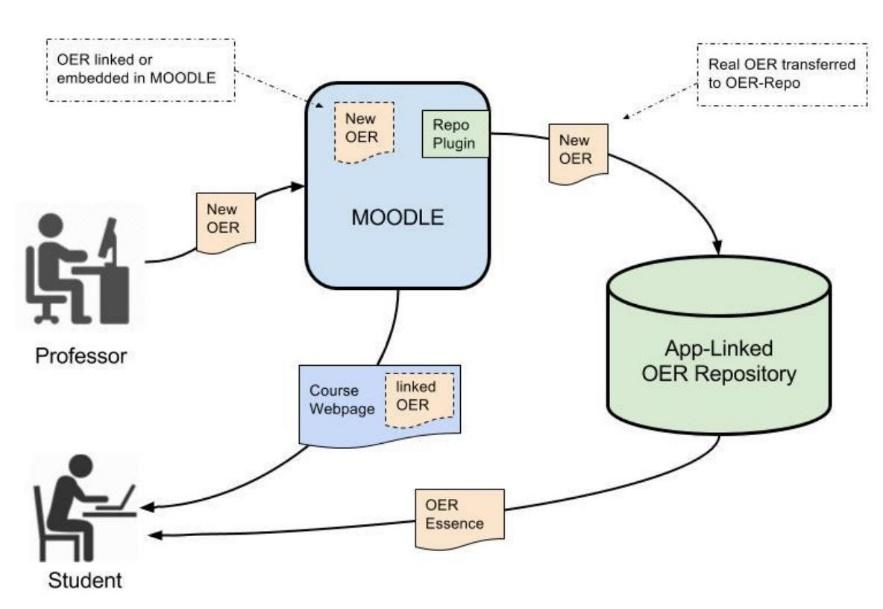 OER linked or
embedded in MOODLE
Real OER transferred
to OER-Repo
New
OER
Repo
Plugin
New
OER
New
OER
MOODLE
Professor
App-Linked
OER Repository
Course
Webpage
linked
OER
OER
Essence
Student